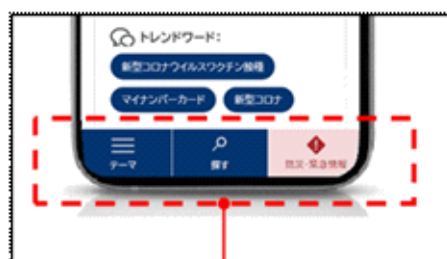 トレンドワード:
新型コロナウイルスワクチン接種
マイナンバーカード 新型コロナ
テーマ 探す 防災・緊急情報